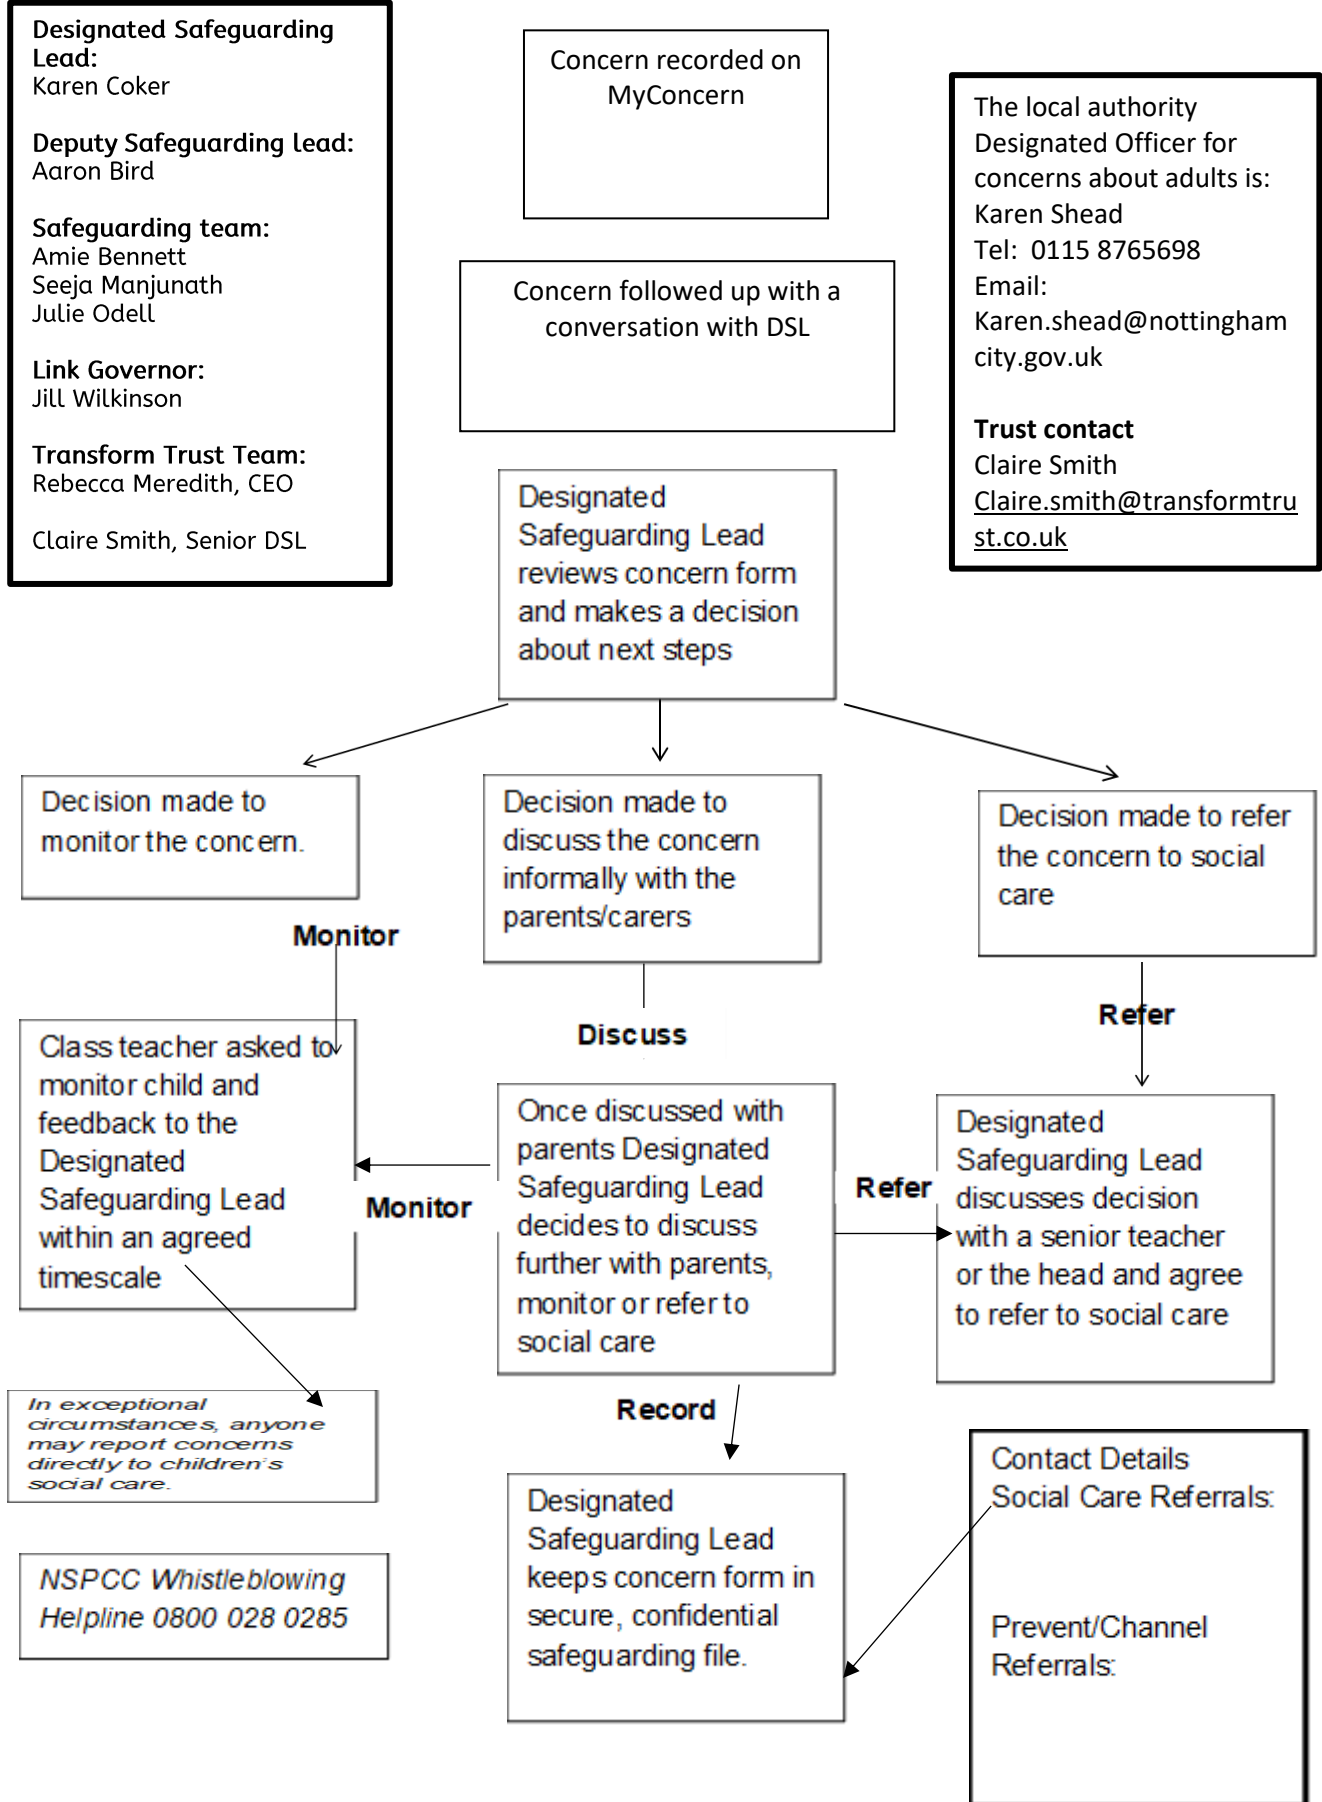 Designated Safeguarding
Lead:
Karen Coker
Deputy Safeguarding lead:
Aaron Bird
Safeguarding team:
Amie Bennett
Seeja Manjunath
Julie Odell
Link Governor:
Jill Wilkinson
Transform Trust Team:
Rebecca Meredith, CEO
Claire Smith, Senior DSL
Concern recorded on
MyConcern
Concern followed up with a
conversation with DSL
The local authority
Designated Officer for
concerns about adults is:
Karen Shead
Tel:  0115 8765698
Email:
Karen.shead@nottingham
city.gov.uk
Trust contact
Claire Smith
Claire.smith@transformtru
st.co.uk
Designated
Safeguarding Lead
reviews concern form
and makes a decision
about next steps
Decision made to
monitor the concern.
Decision made to
discuss the concern
informally with the
parents/carers
Decision made to refer
the concern to social
care
Monitor
Discuss
Refer
Class teacher asked to
monitor child and
feedback to the
Designated
Safeguarding Lead
within an agreed
timescale
Monitor
Once discussed with
parents Designated
Safeguarding Lead
decides to discuss
further with parents,
monitor or refer to
social care
Refer
Designated
Safeguarding Lead
discusses decision
with a senior teacher
or the head and agree
to refer to social care
In exceptional
circumstances, anyone
may report concerns
directly to children's
social care.
Record
NSPCC Whistleblowing
Helpline 0800 028 0285
Designated
Safeguarding Lead
keeps concern form in
secure, confidential
safeguarding file.
Contact Details
Social Care Referrals:
Prevent/Channel
Referrals: